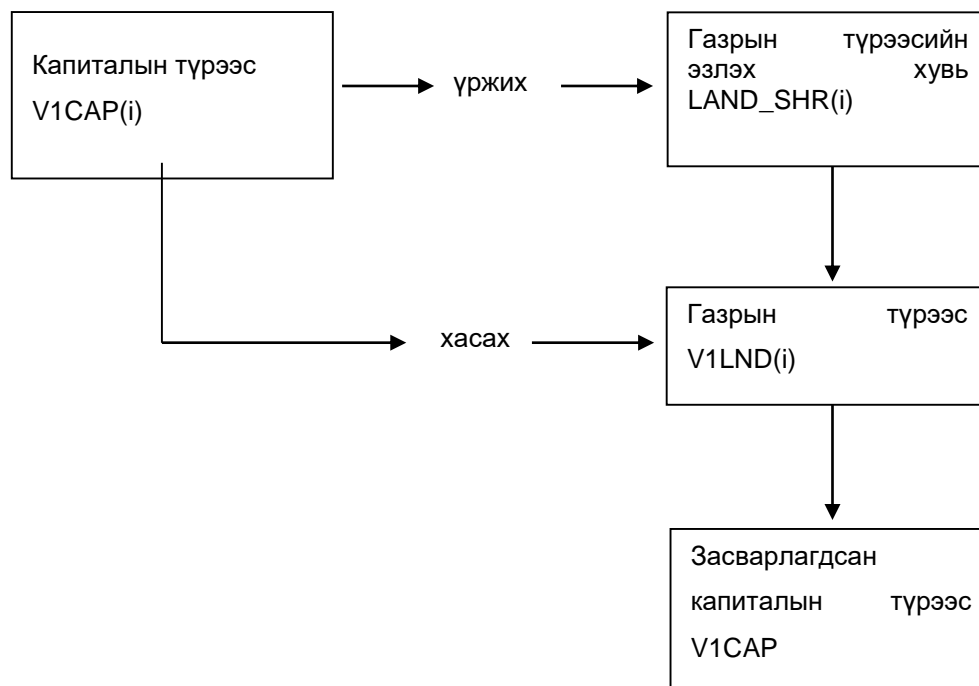 Капиталын түрээс
V1CAP(i)
үржих
Газрын түрээсийн
эзлэх хувь
LAND_SHR(i)
хасах
Газрын түрээс
V1LND(i)
Засварлагдсан
капиталын түрээс
V1CAP